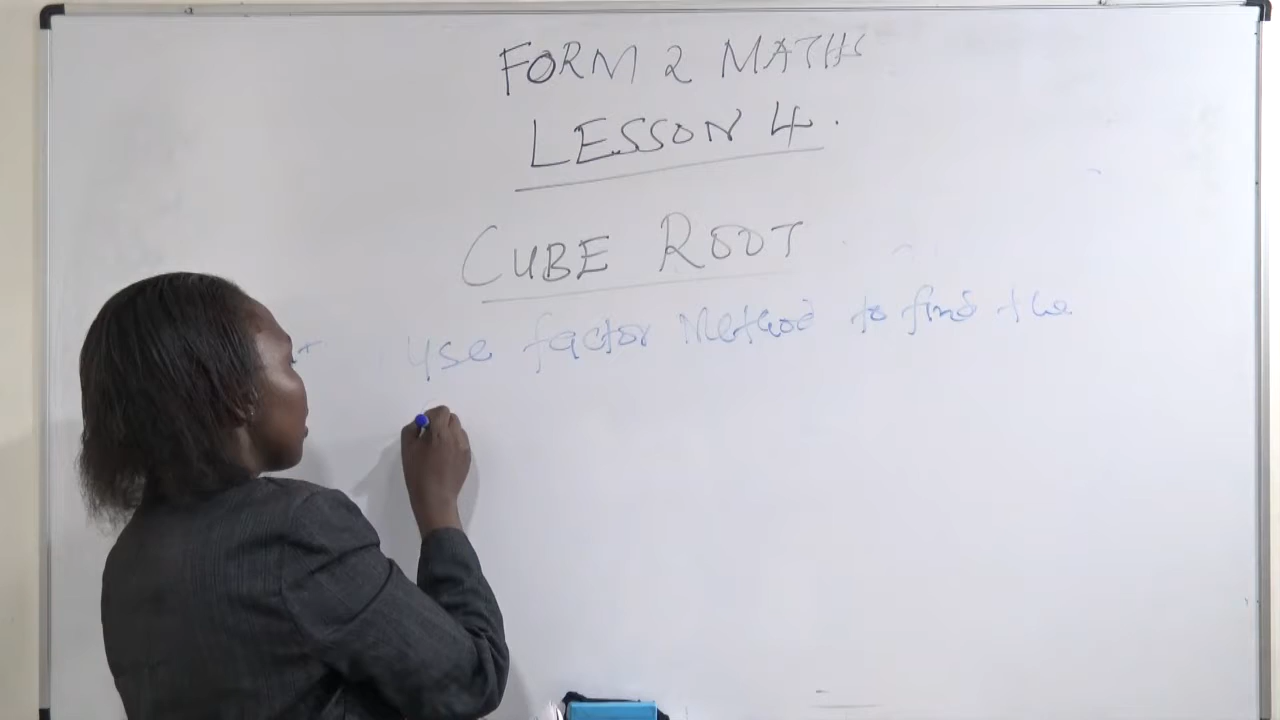 FORM 2 MATHS
LESSON 4.
CUBE ROOT
Use factor Method to find the